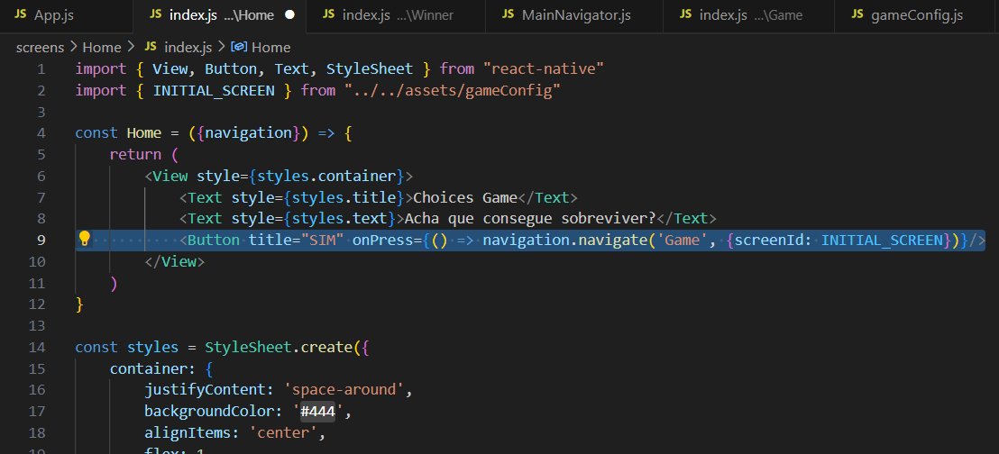 JS App.js JS index.js ...\Home JS index.js ...\Winner JS MainNavigator.js JS index.js ...\Game JS gameConfig.js
screens > Home > JS index.js > Home
1 import { View, Button, Text, StyleSheet } from "react-native"
2 import { INITIAL_SCREEN } from "../../assets/gameConfig"
3
4 const Home = ({navigation}) => {
5     return (
6         <View style={styles.container}>
7             <Text style={styles.title}>Choices Game</Text>
8             <Text style={styles.text}>Acha que consegue sobreviver?</Text>
9             <Button title="SIM" onPress={() => navigation.navigate('Game', {screenId: INITIAL_SCREEN})}/>
10         </View>
11     )
12 }
13
14 const styles = StyleSheet.create({
15     container: {
16         justifyContent: 'space-around',
17         backgroundColor: '#444',
18         alignItems: 'center',
19         flex: 1